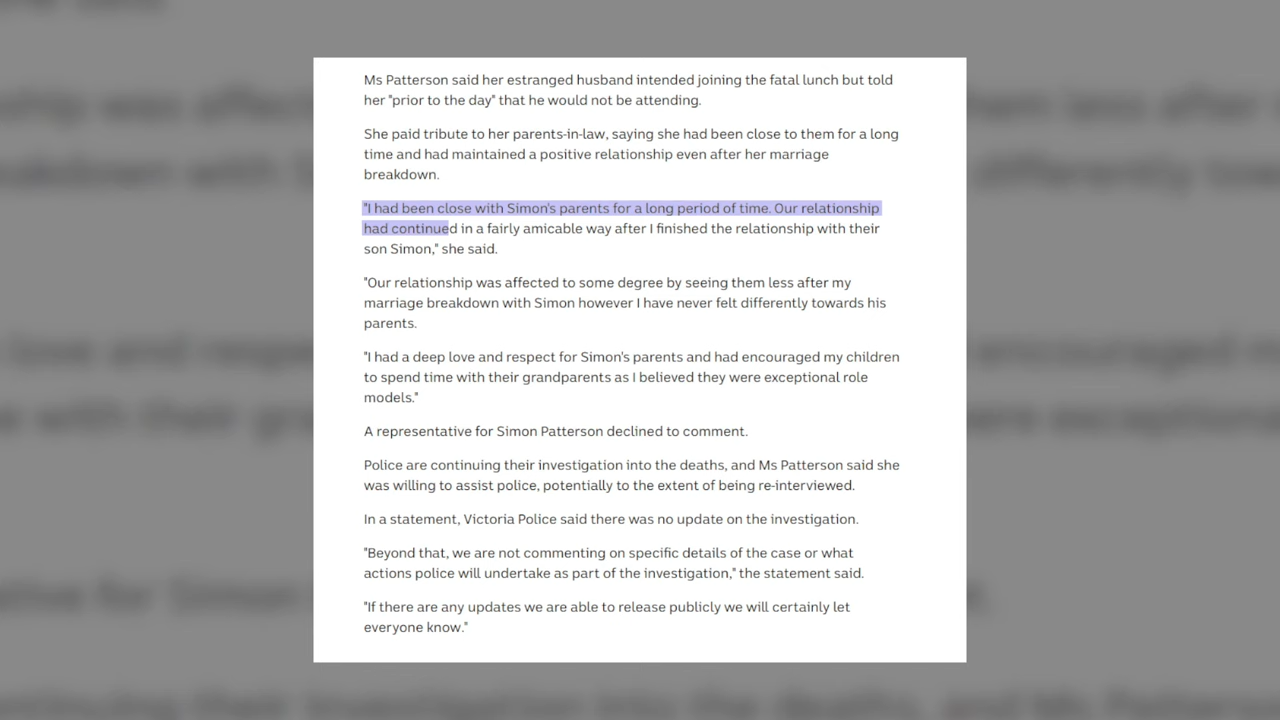 Ms Patterson said her estranged husband intended joining the fatal lunch but told
her "prior to the day" that he would not be attending.
She paid tribute to her parents-in-law, saying she had been close to them for a long
time and had maintained a positive relationship even after her marriage
breakdown.
"I had been close with Simon's parents for a long period of time. Our relationship
had continued in a fairly amicable way after I finished the relationship with their
son Simon," she said.
"Our relationship was affected to some degree by seeing them less after my
marriage breakdown with Simon however I have never felt differently towards his
parents.
"I had a deep love and respect for Simon's parents and had encouraged my children
to spend time with their grandparents as I believed they were exceptional role
models."
A representative for Simon Patterson declined to comment.
Police are continuing their investigation into the deaths, and Ms Patterson said she
was willing to assist police, potentially to the extent of being re-interviewed.
In a statement, Victoria Police said there was no update on the investigation.
"Beyond that, we are not commenting on specific details of the case or what
actions police will undertake as part of the investigation," the statement said.
"If there are any updates we are able to release publicly we will certainly let
everyone know."